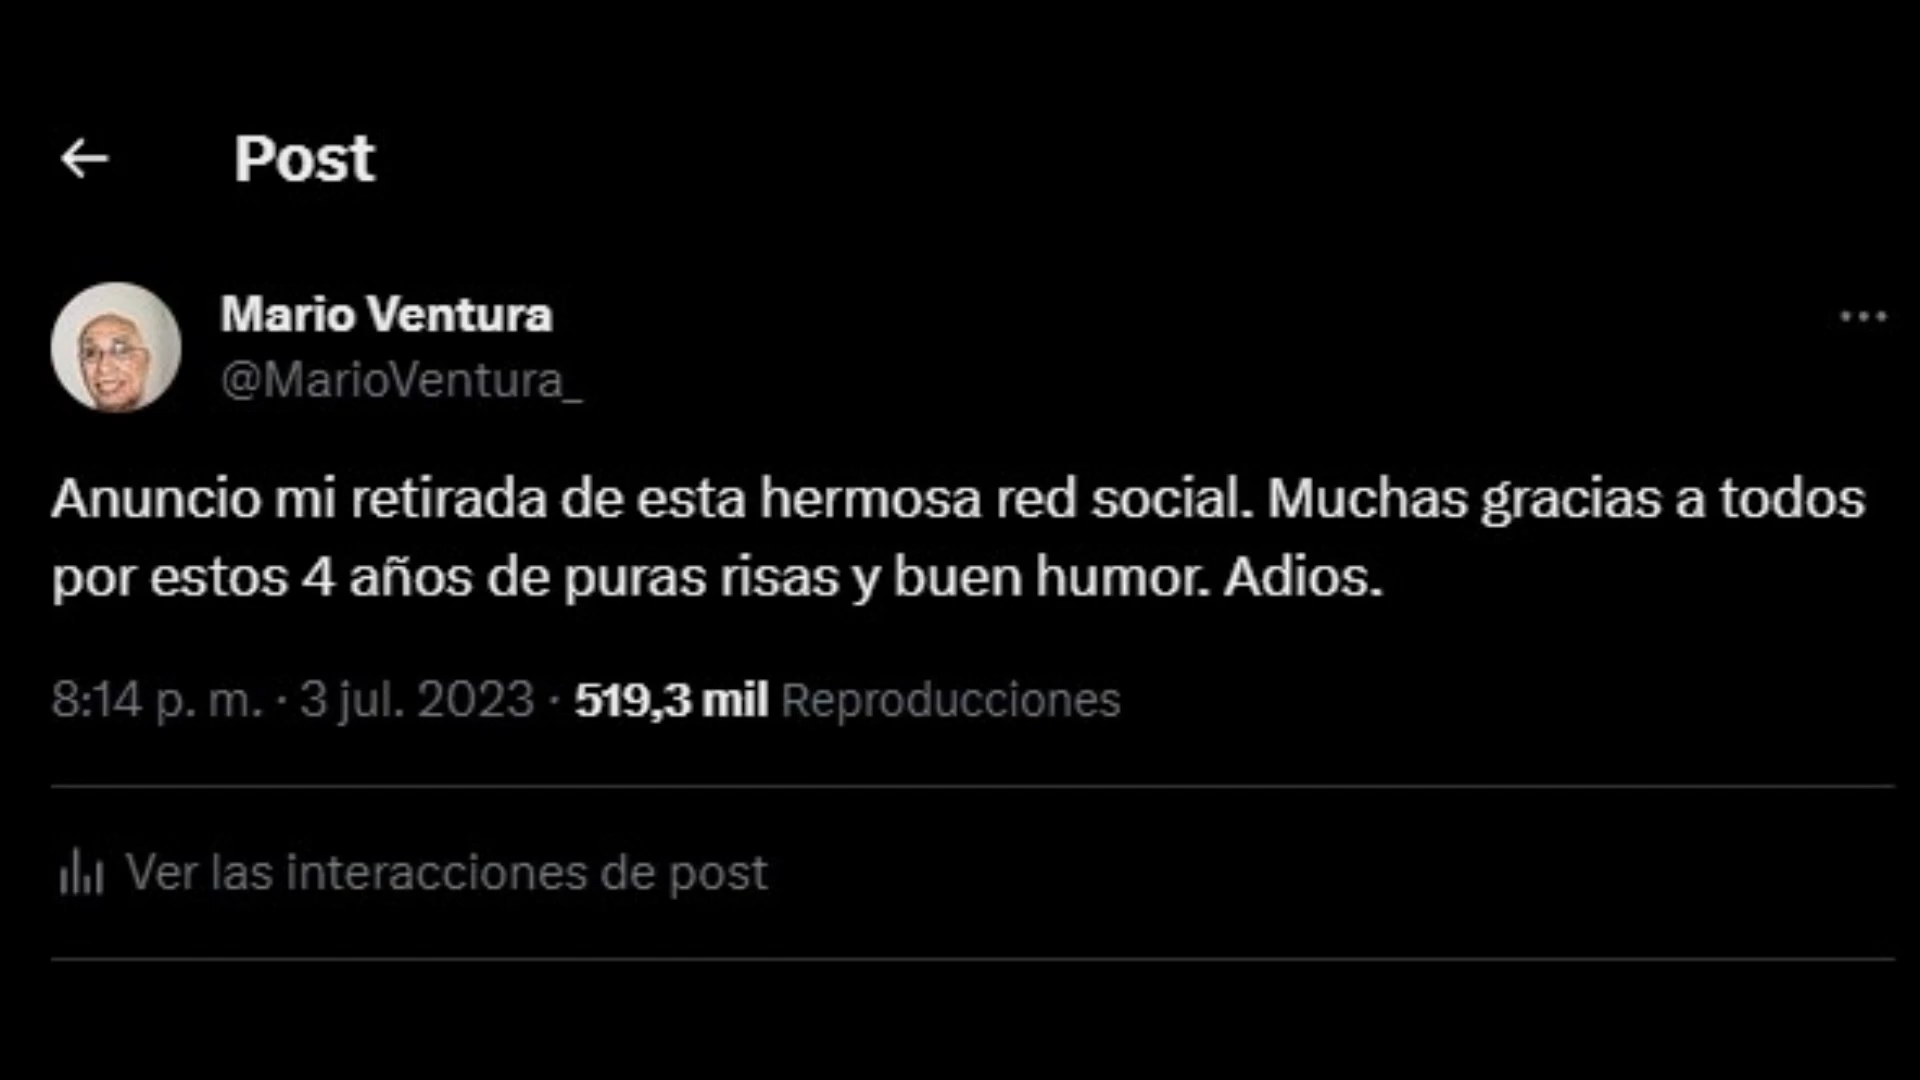 Post
Mario Ventura
@MarioVentura_
Anuncio mi retirada de esta hermosa red social. Muchas gracias a todos
por estos 4 años de puras risas y buen humor. Adios.
8:14 p. m. · 3 jul. 2023 · 519,3 mil Reproducciones
Ver las interacciones de post